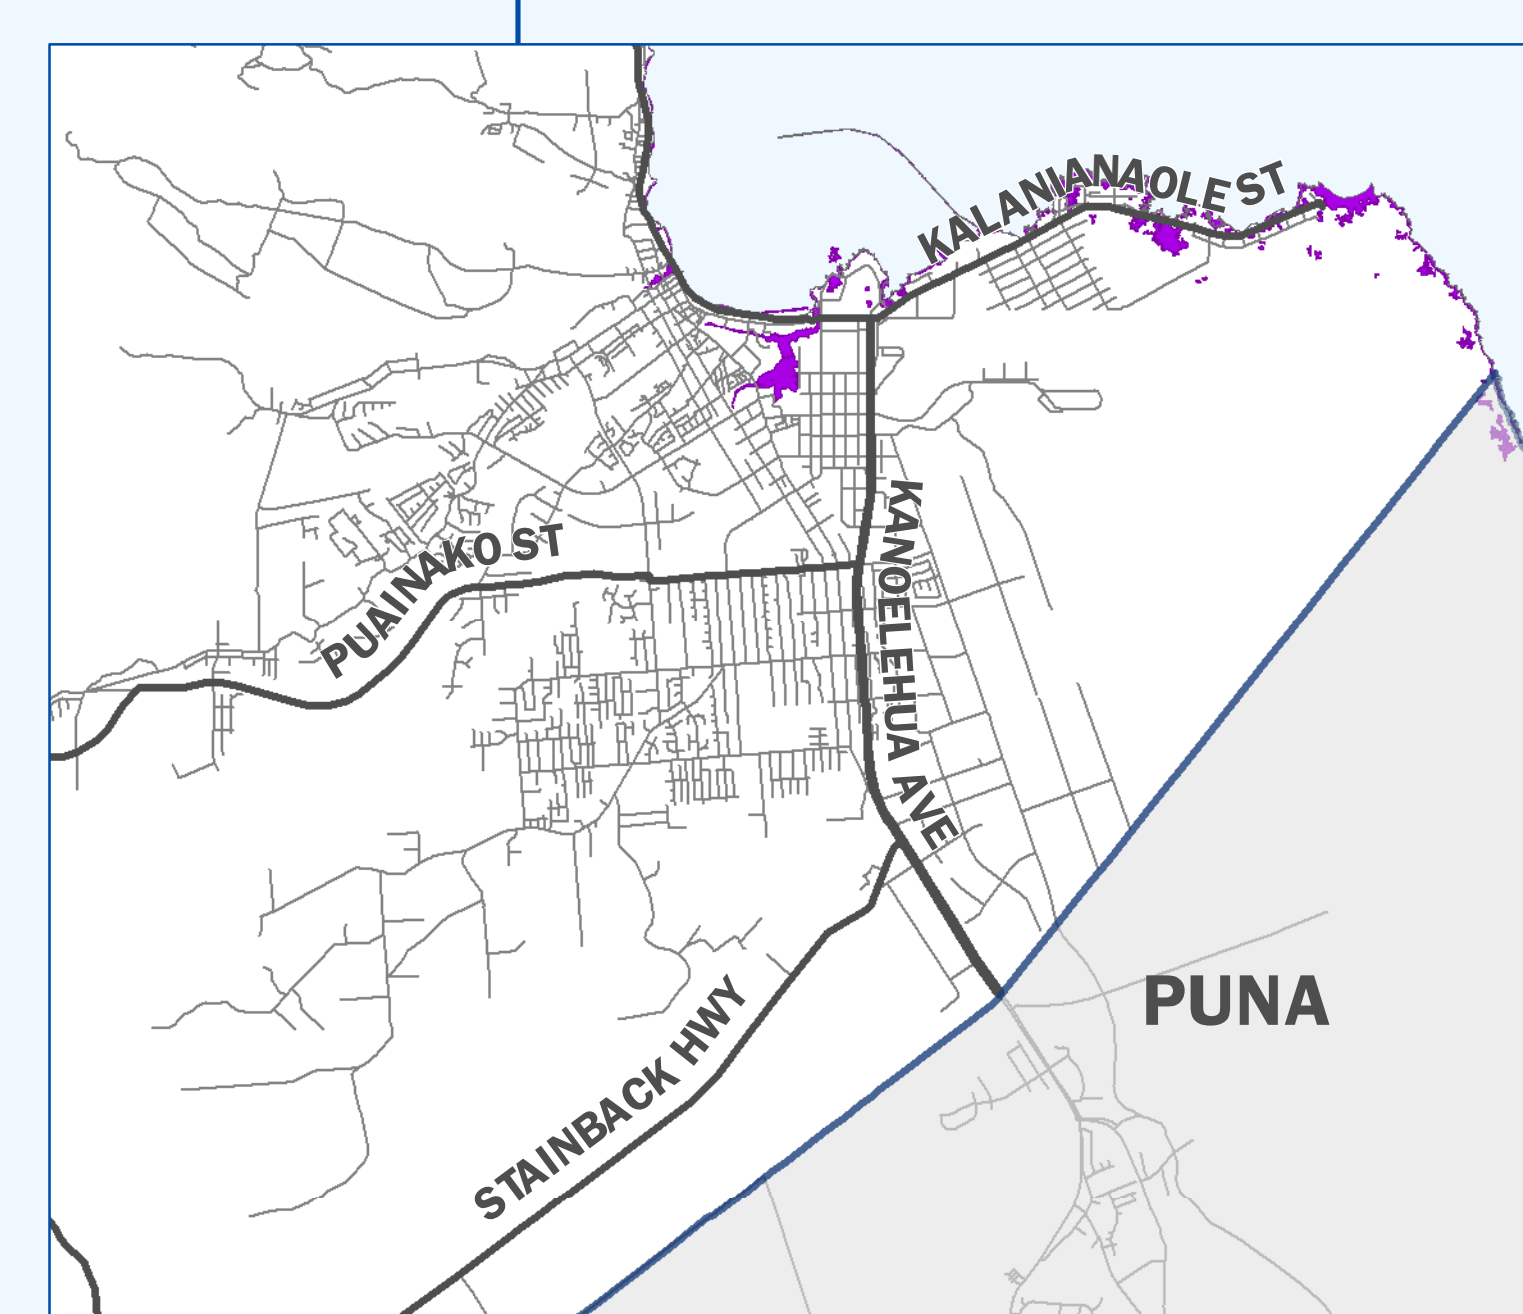 KALANIANAOLE ST
KANOELEHUA AVE
PUAINAKO ST
PUNA
STAINBACK HWY